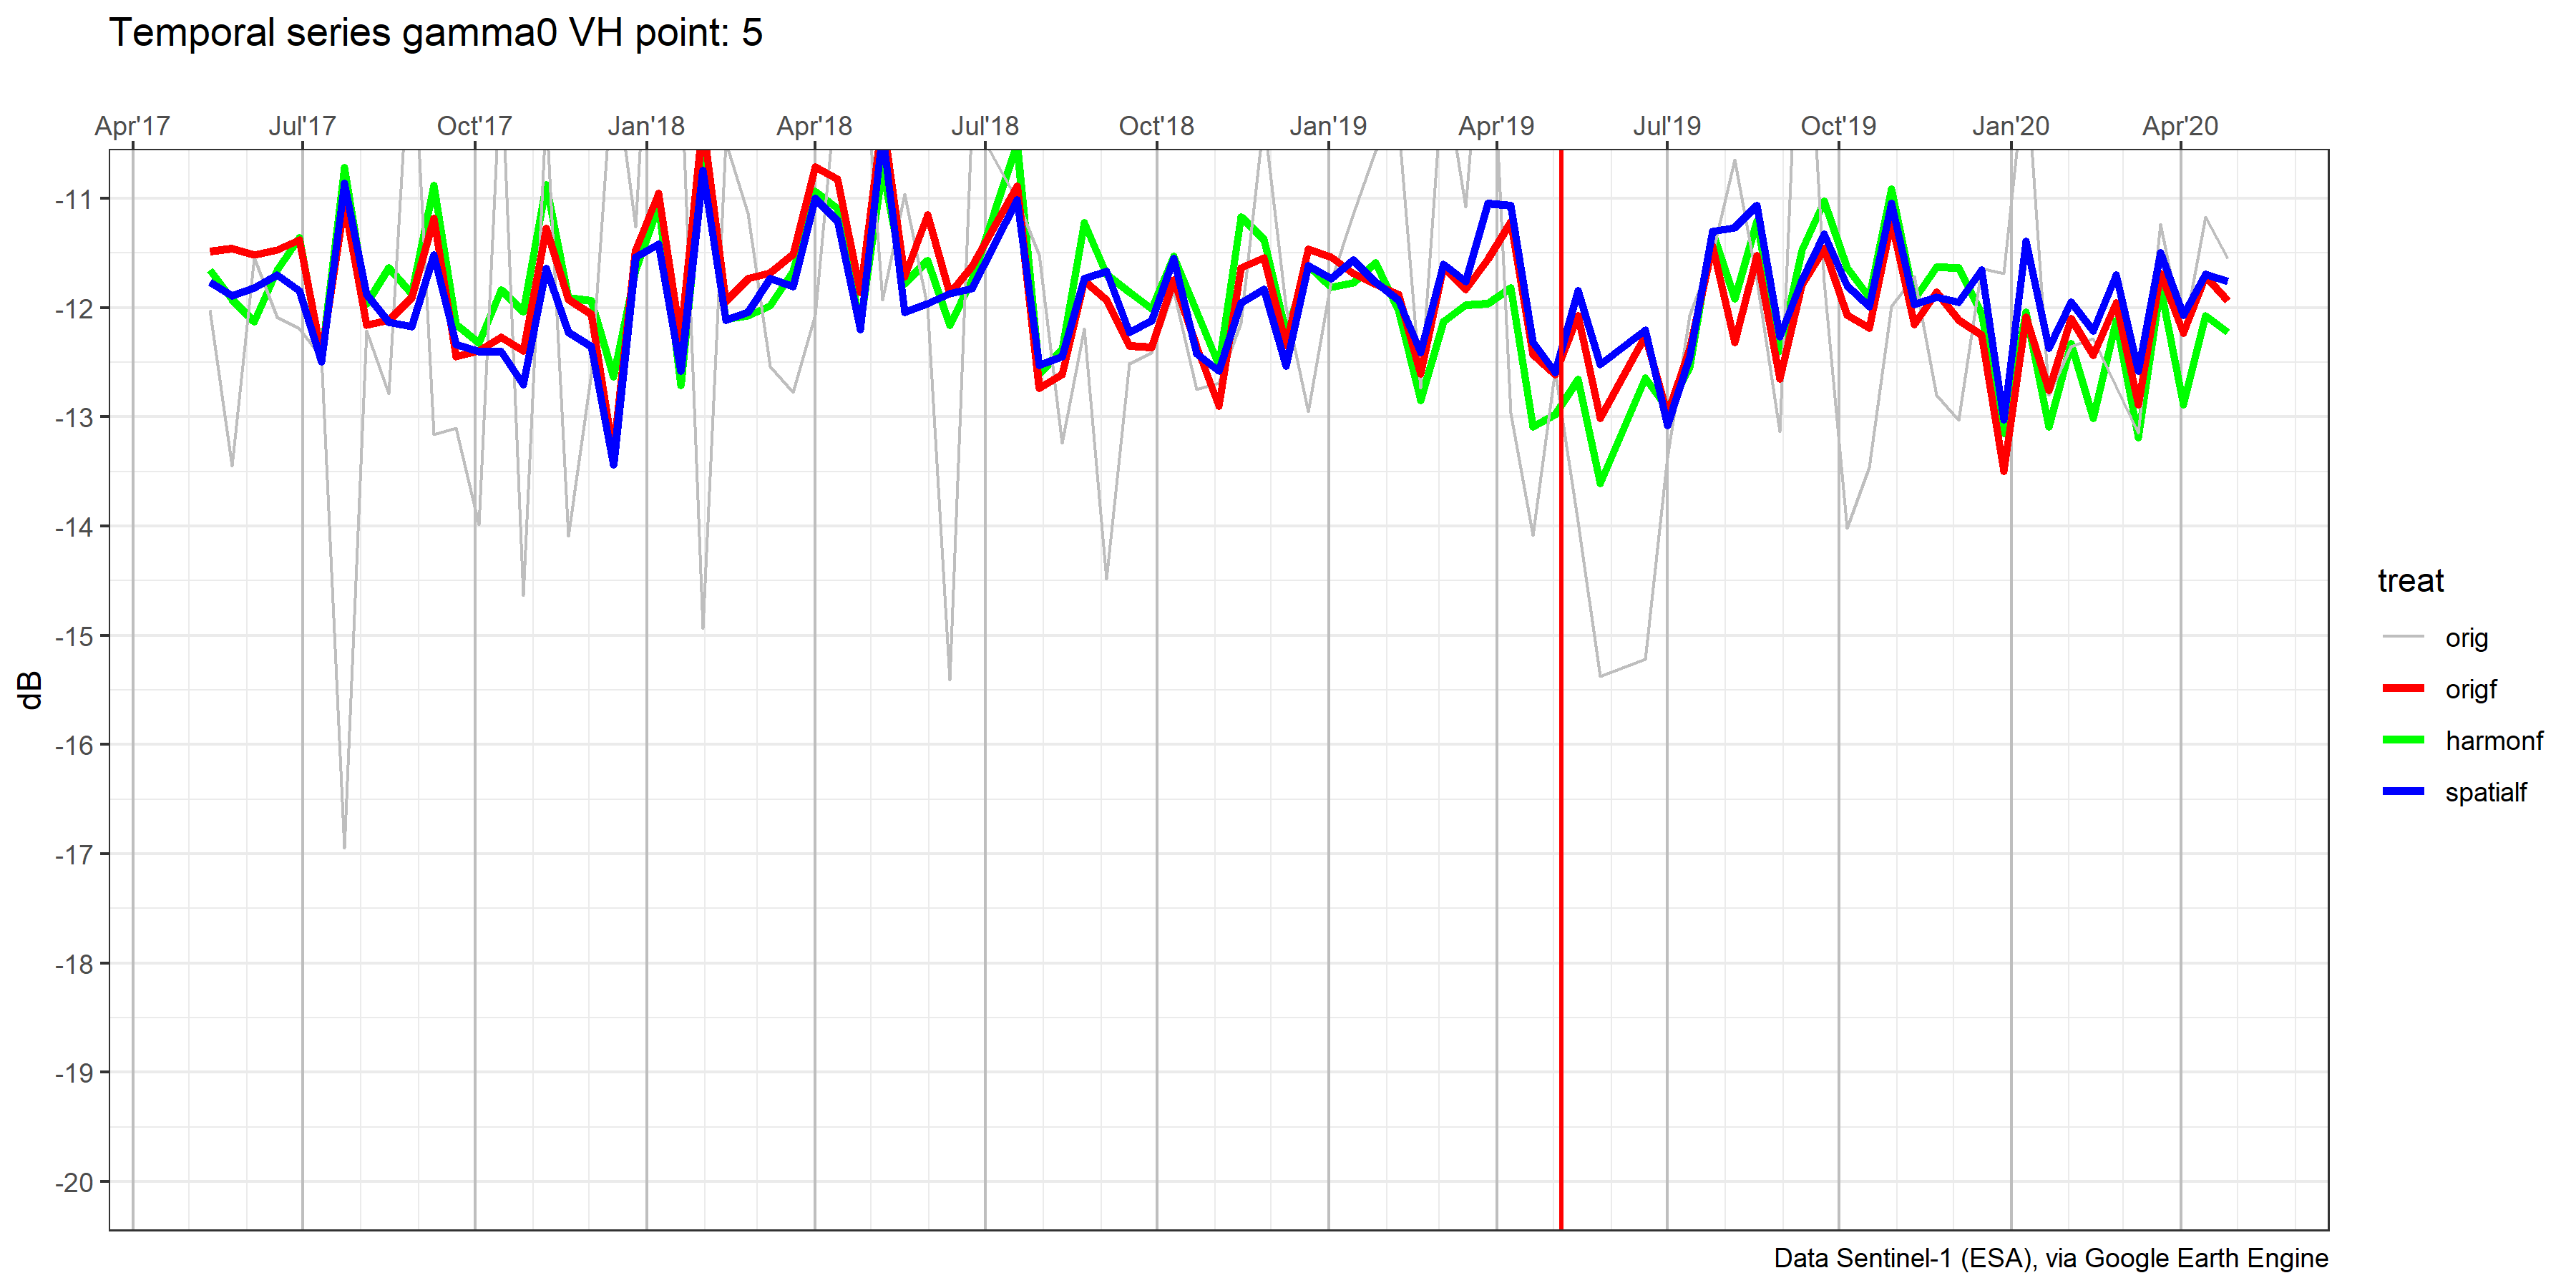 Temporal series gamma0 VH point: 5
Apr'17 Jul'17 Oct'17 Jan'18 Apr'18 Jul'18 Oct'18 Jan'19 Apr'19 Jul'19 Oct'19 Jan'20 Apr'20
-11
-12
-13
-14
-15
-16
-17
-18
-19
-20
dB
treat
orig
origf
harmonf
spatialf
Data Sentinel-1 (ESA), via Google Earth Engine